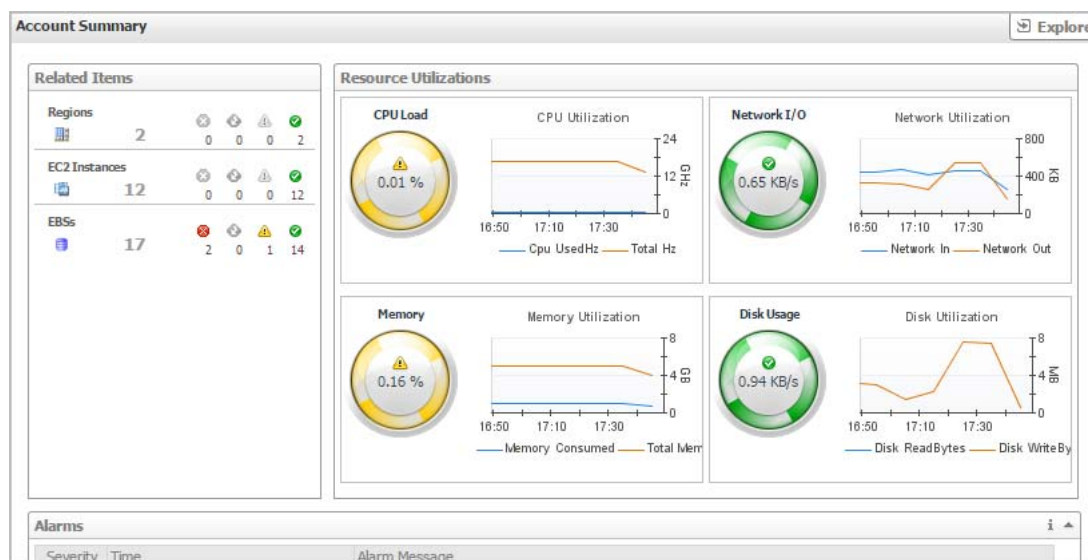 Account Summary
Explore
Related Items
Regions
2
0 0 0 2
EC2 Instances
12
0 0 0 12
EBSs
17
2 0 1 14
Resource Utilizations
CPU Load
0.01 %
CPU Utilization
24
12
0
GHz
16:50 17:10 17:30
Cpu UsedHz Total Hz
Network I/O
0.65 KB/s
Network Utilization
800
400
0
KB
16:50 17:10 17:30
Network In Network Out
Memory
0.16 %
Memory Utilization
8
4
0
GB
16:50 17:10 17:30
Memory Consumed Total Mem
Disk Usage
0.94 KB/s
Disk Utilization
8
4
0
MB
16:50 17:10 17:30
Disk ReadBytes Disk WriteBy
Alarms
i
Severity Time Alarm Message